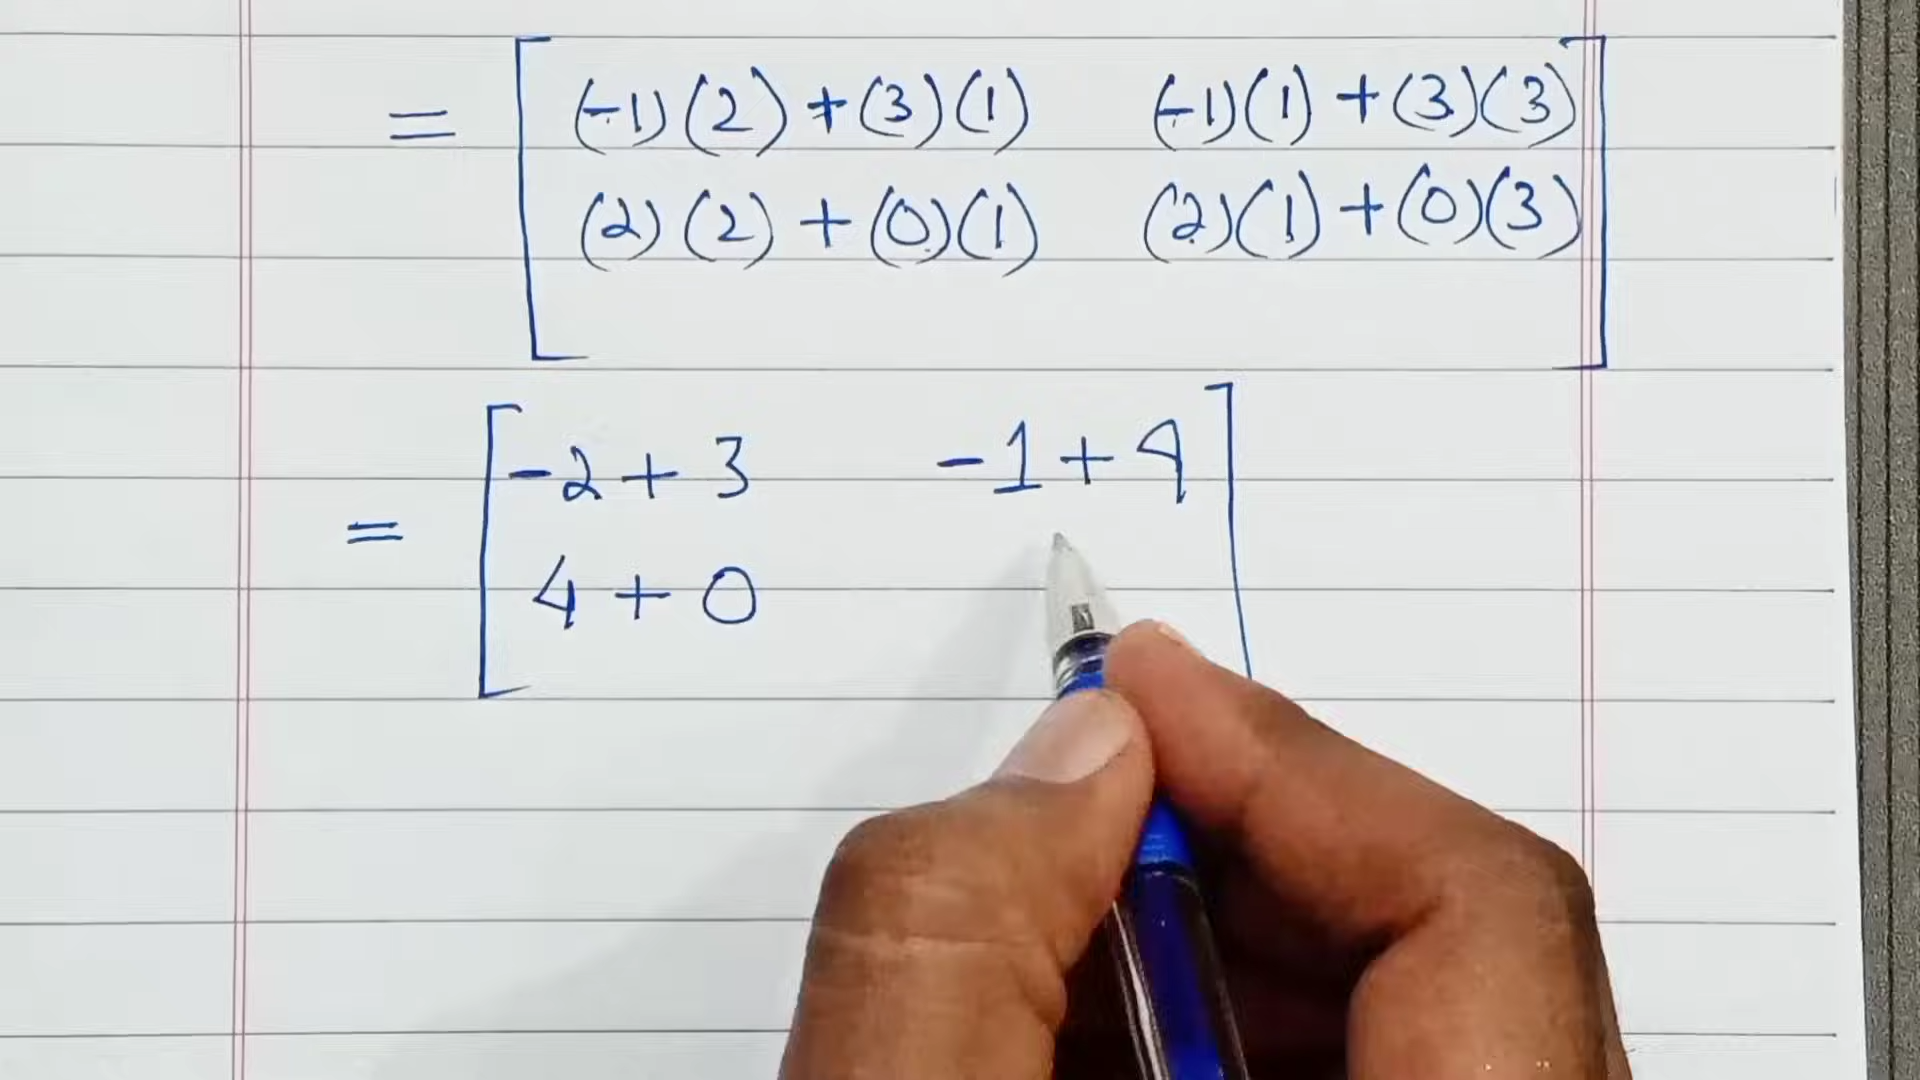 = [ (-1)(2) + (3)(1) (-1)(1) + (3)(3)
(2)(2) + (0)(1) (2)(1) + (0)(3) ]
= [ -2 + 3 -1 + 9
4 + 0 ]